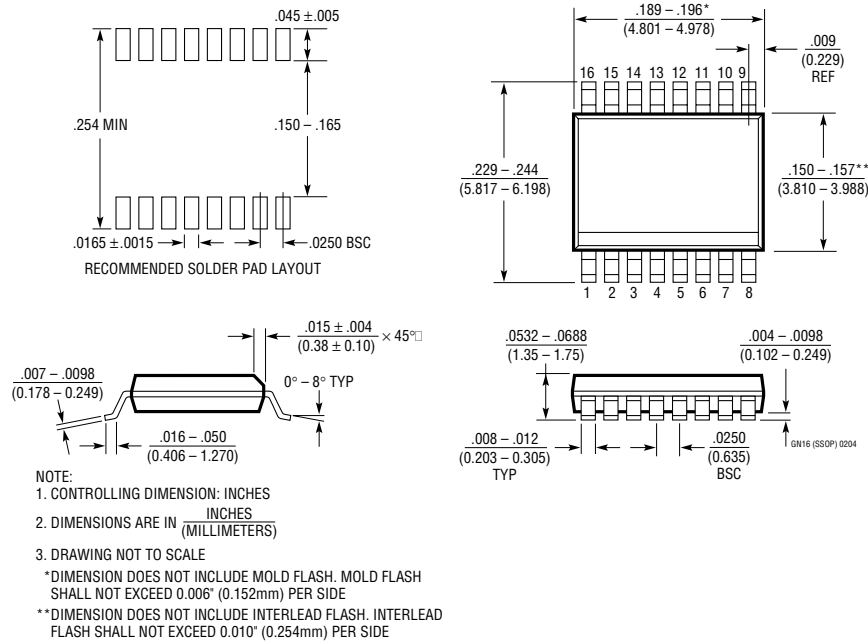 .045 ±.005
.254 MIN
.150 – .165
.0165 ±.0015
.0250 BSC
RECOMMENDED SOLDER PAD LAYOUT
.189 – .196*
(4.801 – 4.978)
.009
(0.229)
REF
16 15 14 13 12 11 10 9
.229 – .244
(5.817 – 6.198)
.150 – .157**
(3.810 – 3.988)
1 2 3 4 5 6 7 8
.015 ±.004
(0.38 ± 0.10)
× 45°
.007 – .0098
(0.178 – 0.249)
0° – 8° TYP
.016 – .050
(0.406 – 1.270)
.0532 – .0688
(1.35 – 1.75)
.004 – .0098
(0.102 – 0.249)
.008 – .012
(0.203 – 0.305)
TYP
.0250
(0.635)
BSC
GN16 (SSOP) 0204
NOTE:
1. CONTROLLING DIMENSION: INCHES
2. DIMENSIONS ARE IN INCHES
(MILLIMETERS)
3. DRAWING NOT TO SCALE
*DIMENSION DOES NOT INCLUDE MOLD FLASH. MOLD FLASH
SHALL NOT EXCEED 0.006" (0.152mm) PER SIDE
**DIMENSION DOES NOT INCLUDE INTERLEAD FLASH. INTERLEAD
FLASH SHALL NOT EXCEED 0.010" (0.254mm) PER SIDE